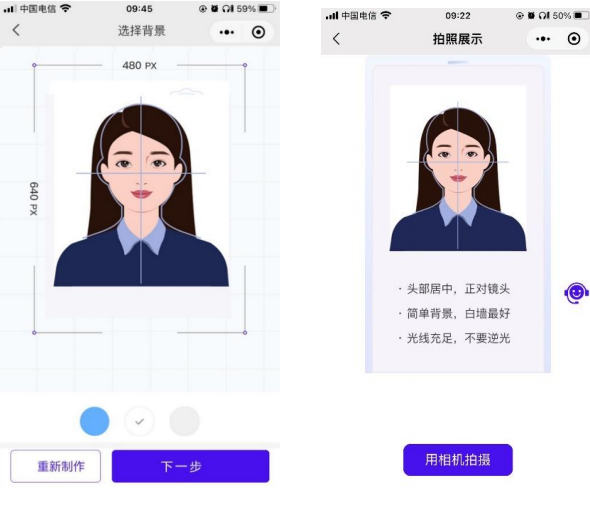 中国电信 09:45 59%
选择背景
480 PX
640 PX
重新制作 下一步
中国电信 09:22 50%
拍照展示
· 头部居中，正对镜头
· 简单背景，白墙最好
· 光线充足，不要逆光
用相机拍摄